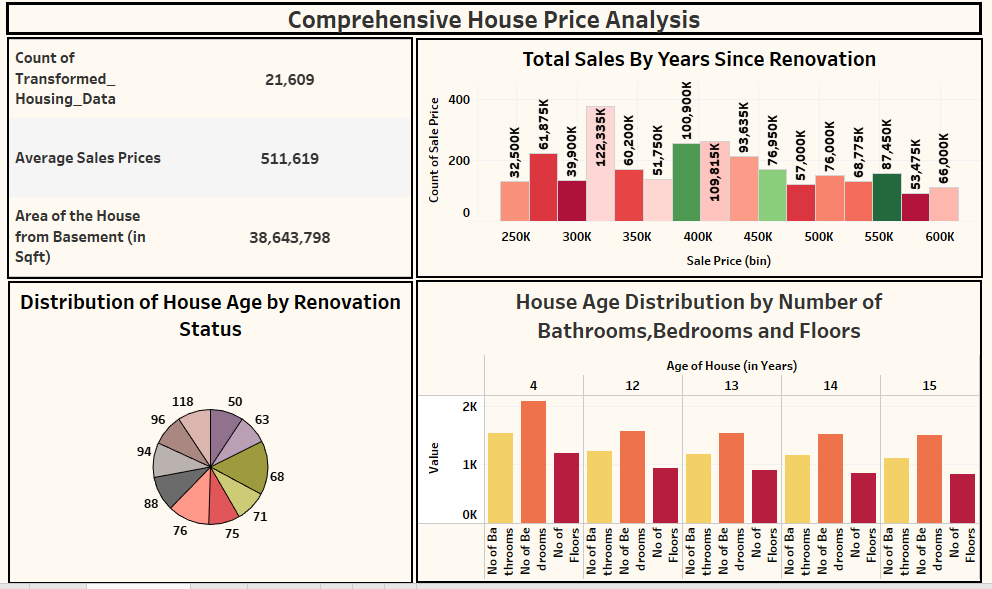 Comprehensive House Price Analysis
Count of
Transformed_
Housing_Data
21,609
Average Sales Prices
511,619
Area of the House
from Basement (in
Sqft)
38,643,798
Total Sales By Years Since Renovation
Count of Sale Price
400
200
0
32,500K
61,875K
39,900K
122,335K
60,200K
51,750K
100,900K
109,815K
93,635K
76,950K
57,000K
76,000K
68,775K
87,450K
53,475K
66,000K
250K
300K
350K
400K
450K
500K
550K
600K
Sale Price (bin)
Distribution of House Age by Renovation
Status
50
63
68
71
75
76
88
94
96
118
House Age Distribution by Number of
Bathrooms,Bedrooms and Floors
Age of House (in Years)
4
12
13
14
15
Value
2K
1K
0K
No of Ba
throoms
No of Be
drooms
No of
Floors
No of Ba
throoms
No of Be
drooms
No of
Floors
No of Ba
throoms
No of Be
drooms
No of
Floors
No of Ba
throoms
No of Be
drooms
No of
Floors
No of Ba
throoms
No of Be
drooms
No of
Floors